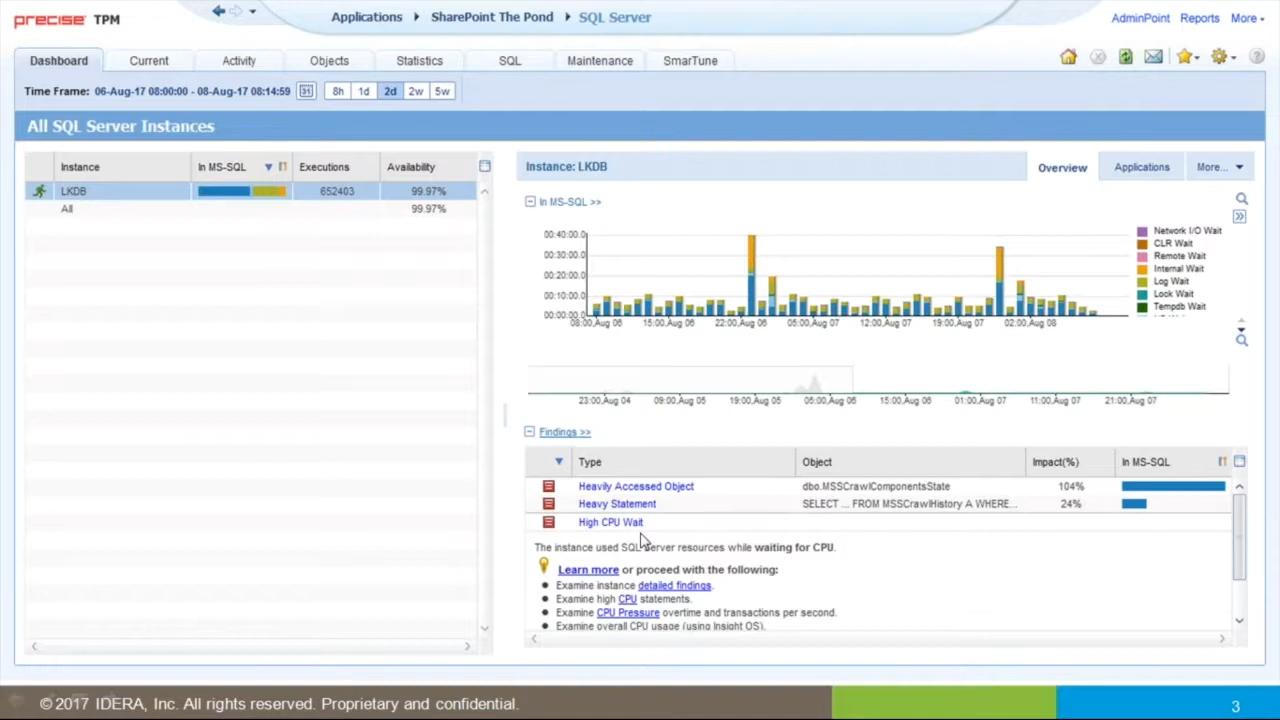 precise TPM
Applications ▸ SharePoint The Pond ▸ SQL Server
AdminPoint Reports More
Dashboard Current Activity Objects Statistics SQL Maintenance SmarTune
Time Frame: 06-Aug-17 08:00:00 - 08-Aug-17 08:14:59 31 8h 1d 2d 2w 5w
All SQL Server Instances
Instance In MS-SQL Executions Availability
LKDB 652403 99.97%
All 99.97%
Instance: LKDB Overview Applications More...
In MS-SQL >>
00:40:00.0
00:30:00.0
00:20:00.0
00:10:00.0
00:00:00.0
08:00,Aug 06 15:00,Aug 06 22:00,Aug 06 05:00,Aug 07 12:00,Aug 07 19:00,Aug 07 02:00,Aug 08
Network I/O Wait
CLR Wait
Remote Wait
Internal Wait
Log Wait
Lock Wait
Tempdb Wait
23:00,Aug 04 09:00,Aug 05 19:00,Aug 05 05:00,Aug 06 15:00,Aug 06 01:00,Aug 07 11:00,Aug 07 21:00,Aug 07
Findings >>
Type Object Impact(%) In MS-SQL
Heavily Accessed Object dbo.MSSCrawlComponentsState 104%
Heavy Statement SELECT ... FROM MSSCrawlHistory A WHERE... 24%
High CPU Wait
The instance used SQL Server resources while waiting for CPU.
Learn more or proceed with the following:
Examine instance detailed findings.
Examine high CPU statements.
Examine CPU Pressure overtime and transactions per second.
Examine overall CPU usage (using Insight OS).
© 2017 IDERA, Inc. All rights reserved. Proprietary and confidential.
3